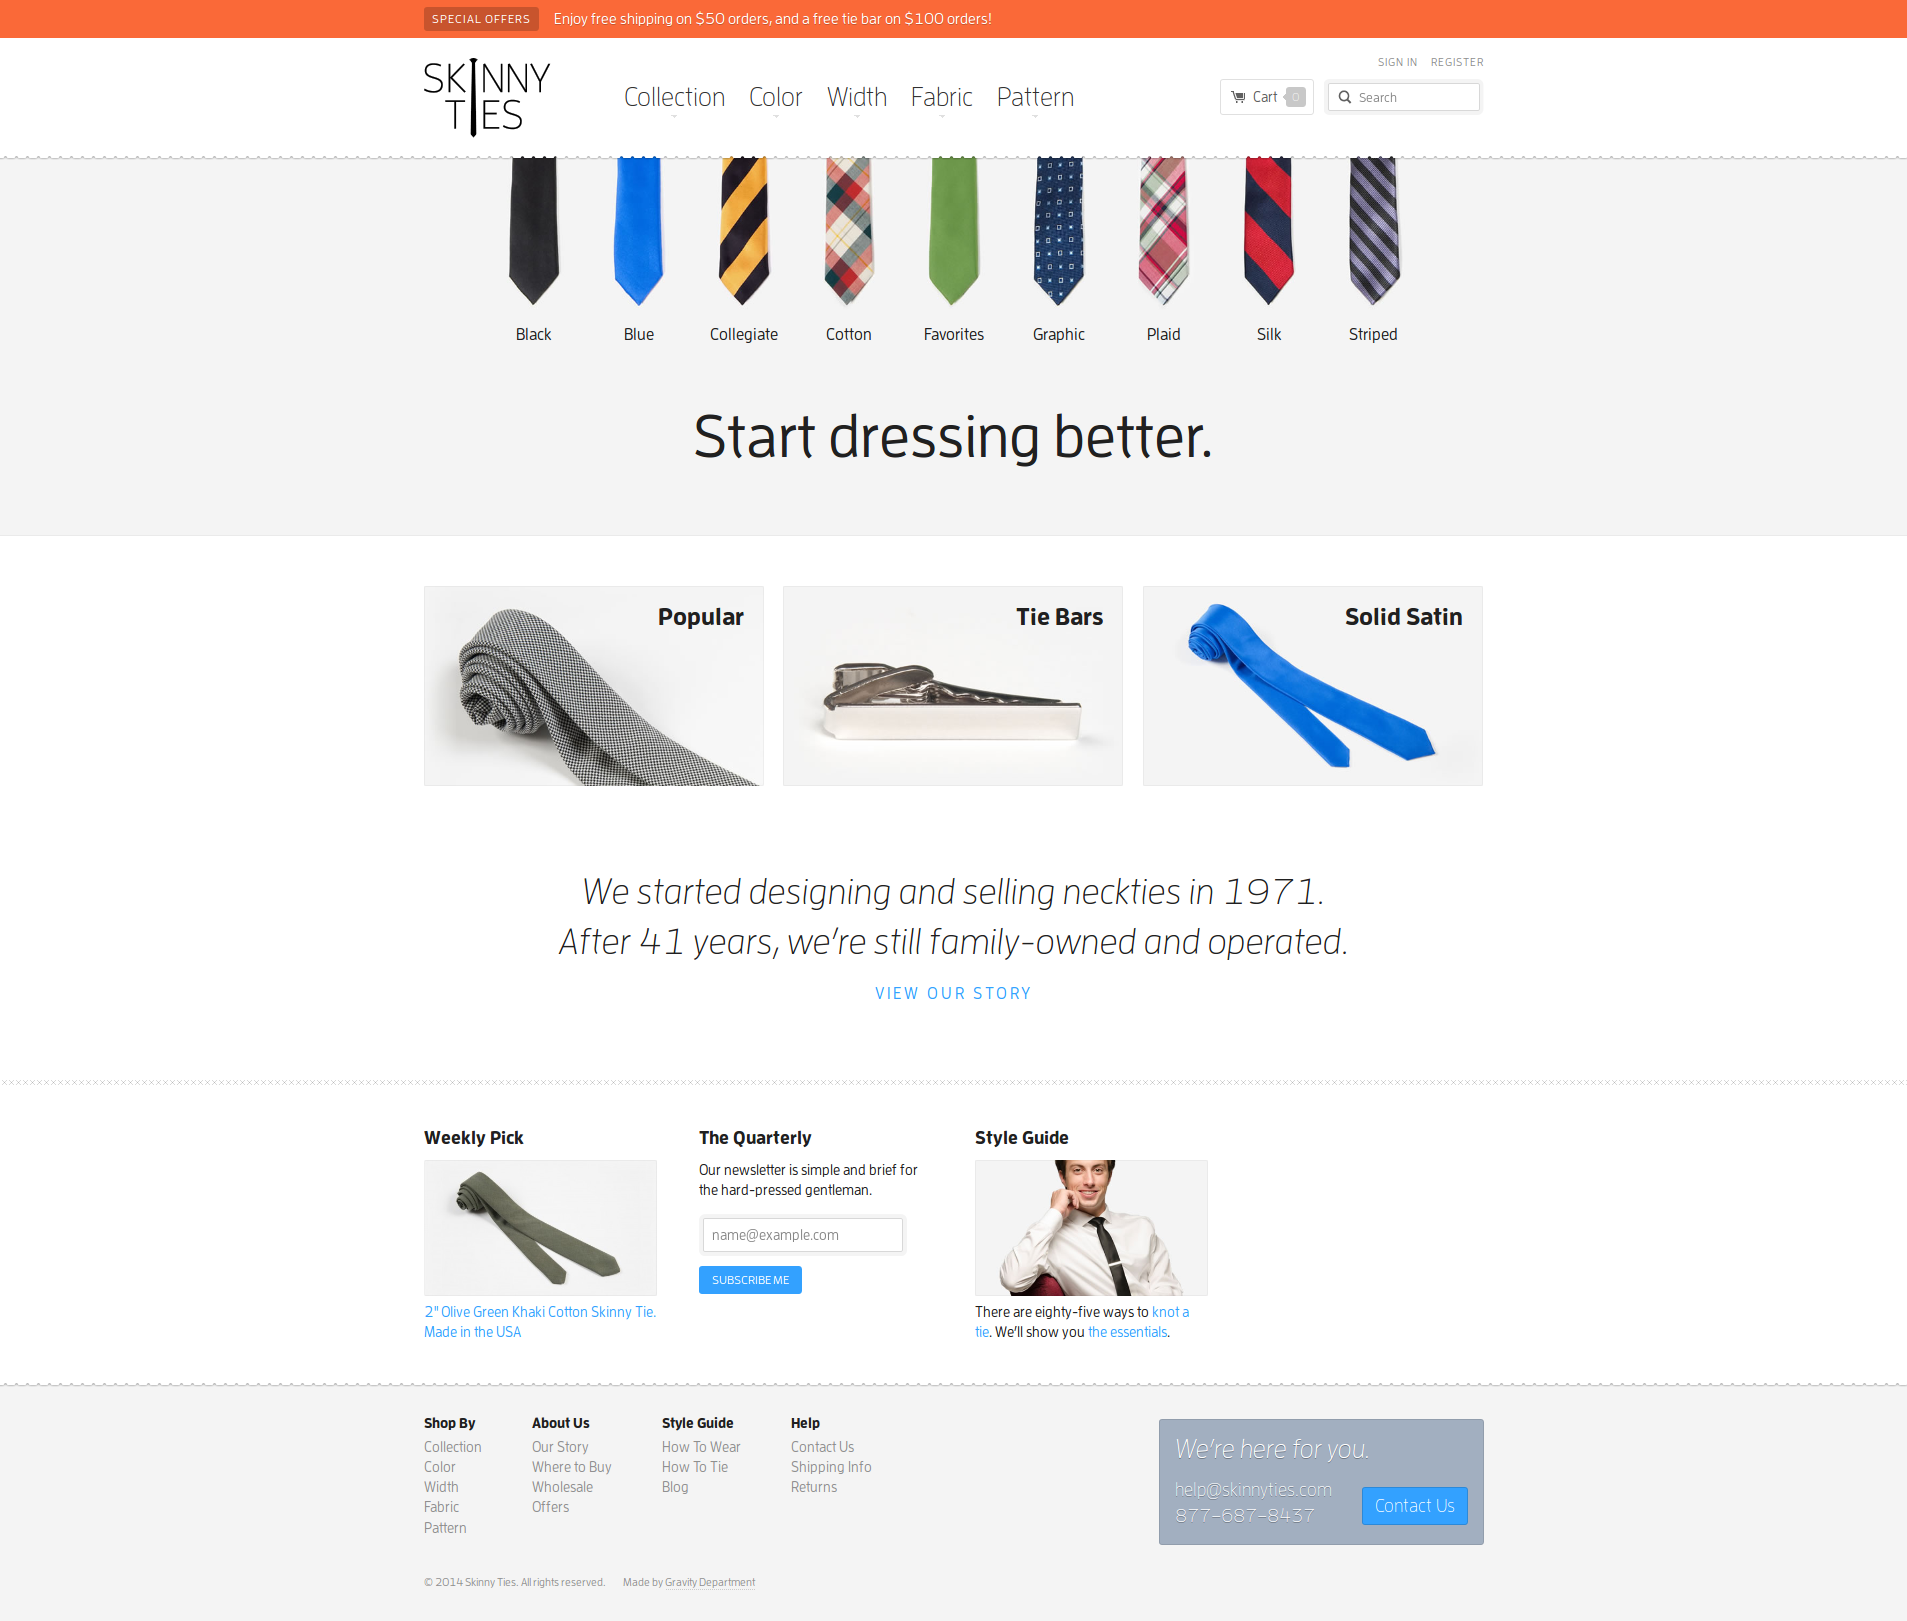 SPECIAL OFFERS Enjoy free shipping on $50 orders, and a free tie bar on $100 orders!
SIGN IN REGISTER
SKINNY
TIES
Collection Color Width Fabric Pattern
Cart 0 Search
Black Blue Collegiate Cotton Favorites Graphic Plaid Silk Striped
Start dressing better.
Popular Tie Bars Solid Satin
We started designing and selling neckties in 1971.
After 41 years, we're still family-owned and operated.
VIEW OUR STORY
Weekly Pick
2" Olive Green Khaki Cotton Skinny Tie.
Made in the USA
The Quarterly
Our newsletter is simple and brief for
the hard-pressed gentleman.
name@example.com
SUBSCRIBE ME
Style Guide
There are eighty-five ways to knot a
tie. We'll show you the essentials.
Shop By
Collection
Color
Width
Fabric
Pattern
About Us
Our Story
Where to Buy
Wholesale
Offers
Style Guide
How To Wear
How To Tie
Blog
Help
Contact Us
Shipping Info
Returns
We're here for you.
help@skinnyties.com
877-687-8437
Contact Us
© 2014 Skinny Ties. All rights reserved. Made by Gravity Department